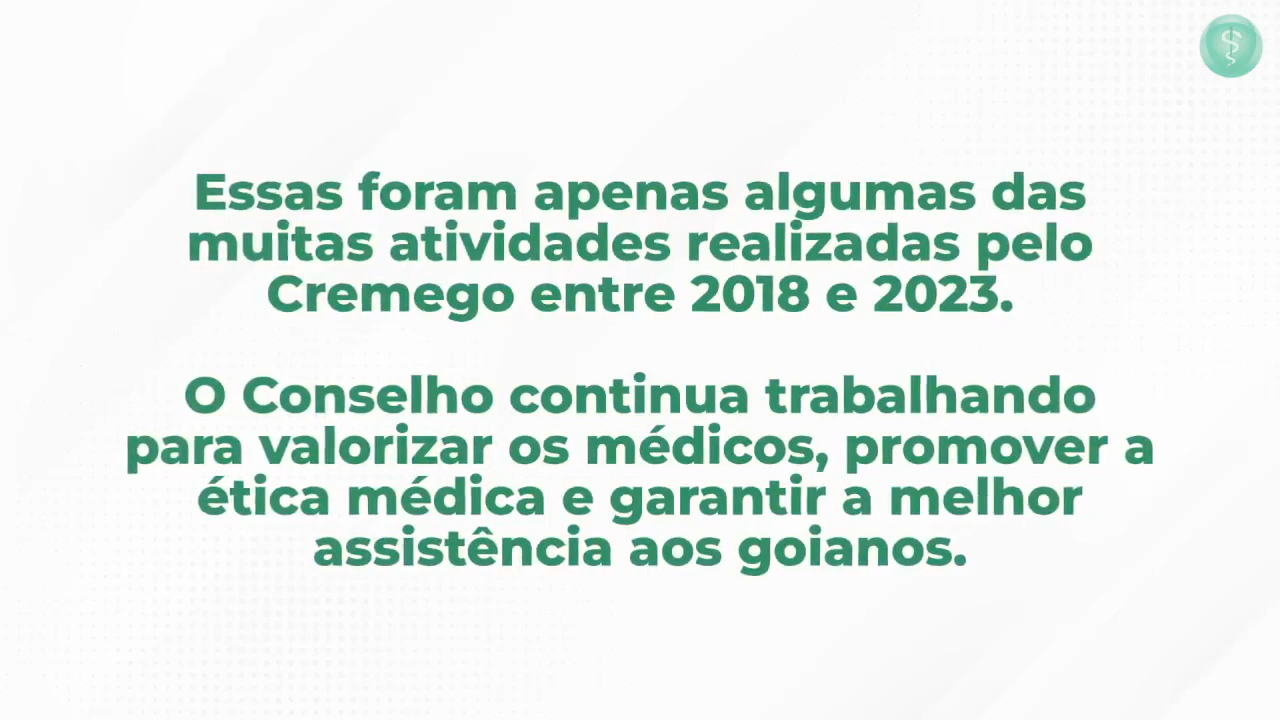 Essas foram apenas algumas das
muitas atividades realizadas pelo
Cremego entre 2018 e 2023.
O Conselho continua trabalhando
para valorizar os médicos, promover a
ética médica e garantir a melhor
assistência aos goianos.